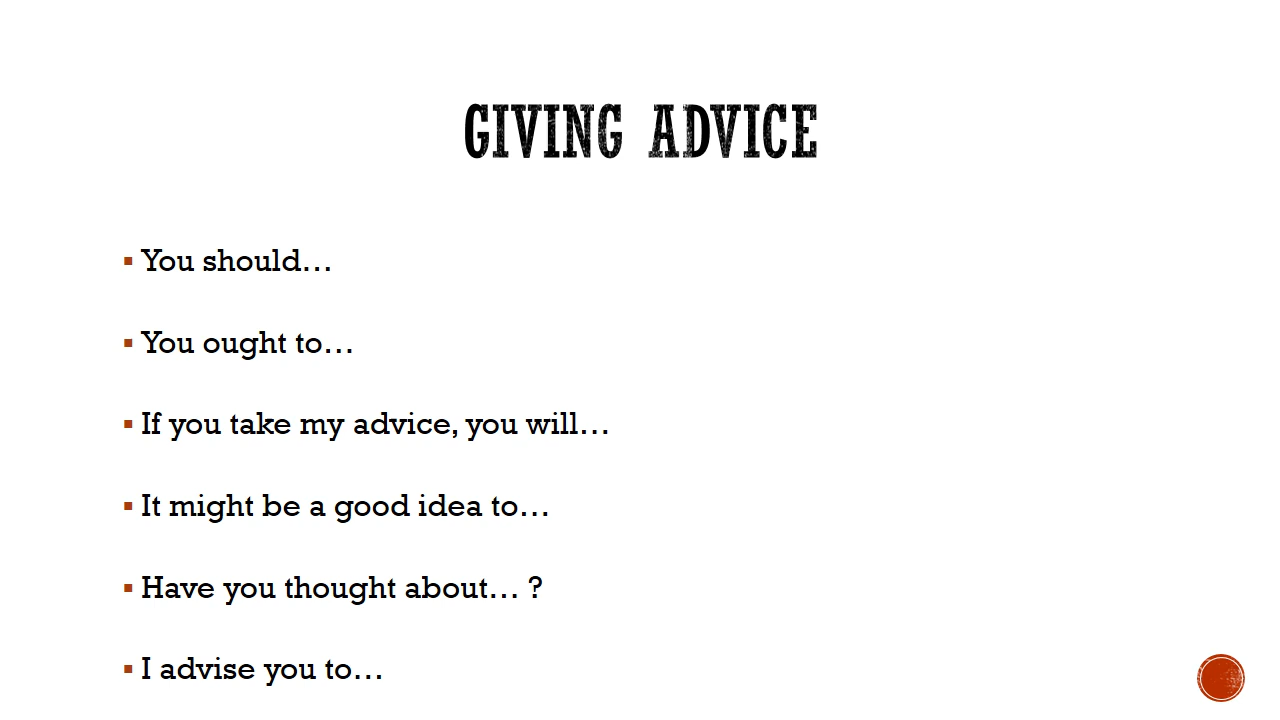 GIVING ADVICE
▪ You should…
▪ You ought to…
▪ If you take my advice, you will…
▪ It might be a good idea to…
▪ Have you thought about… ?
▪ I advise you to…